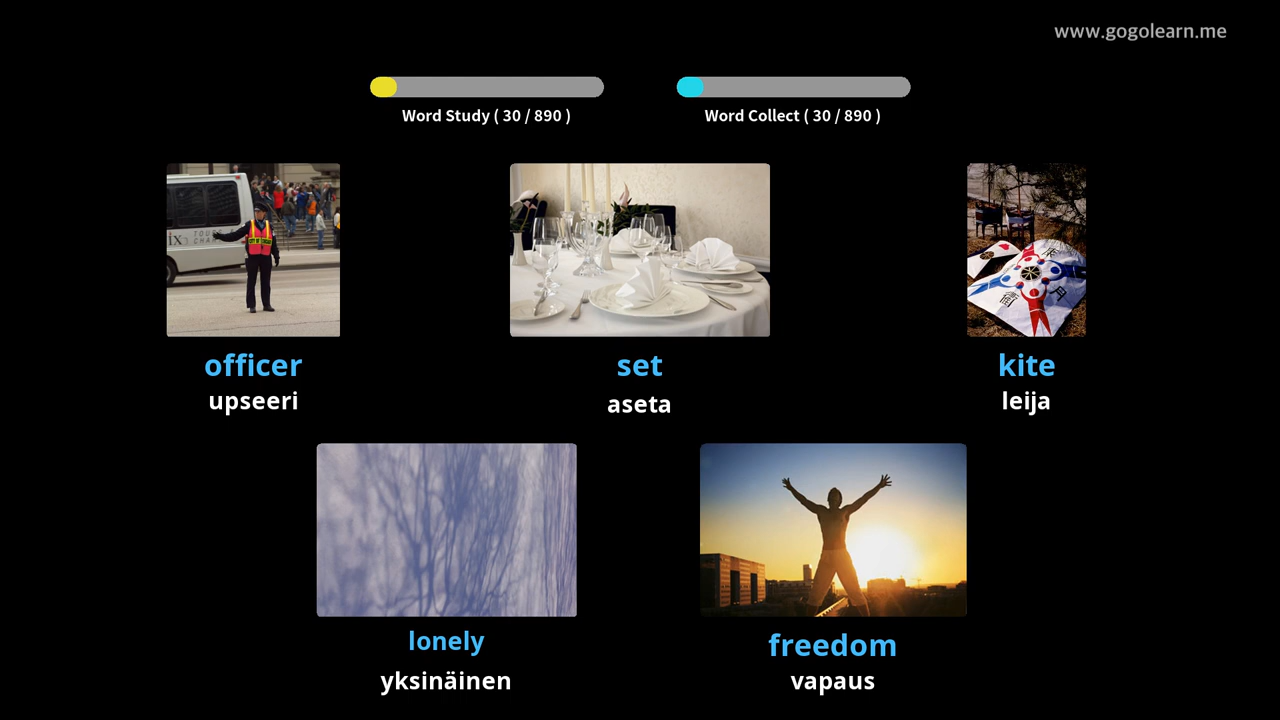 www.gogolearn.me
Word Study ( 30 / 890 )
Word Collect ( 30 / 890 )
officer
upseeri
set
aseta
kite
leija
lonely
yksinäinen
freedom
vapaus